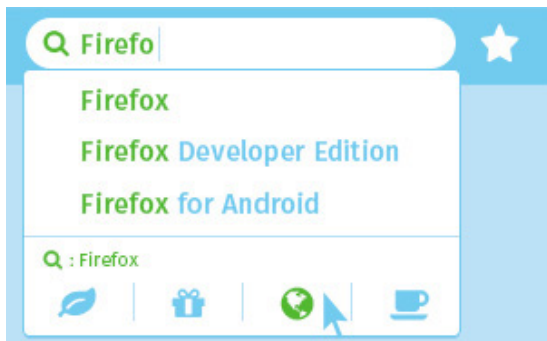 Firefo
Firefox
Firefox Developer Edition
Firefox for Android
: Firefox